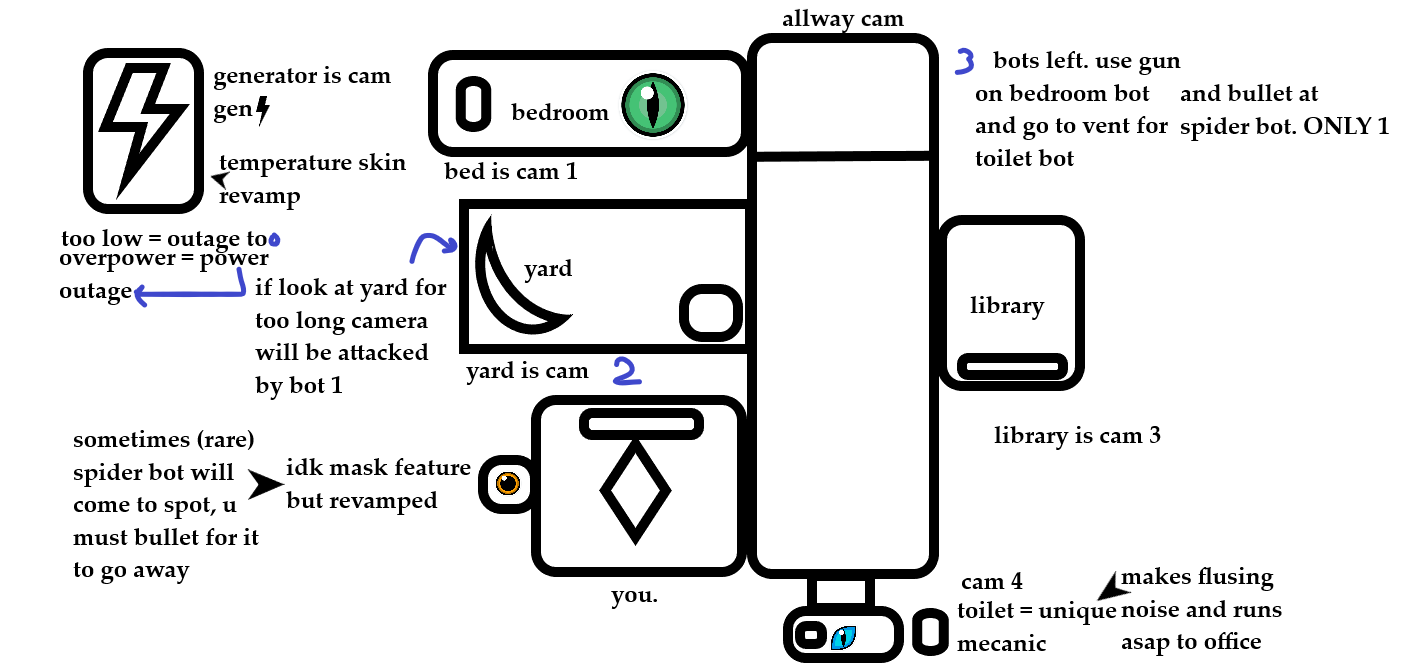 allway cam
generator is cam
gen
temperature skin
revamp
too low = outage to
overpower = power
outage
bedroom
bed is cam 1
3 bots left. use gun
on bedroom bot and bullet at
and go to vent for spider bot. ONLY 1
toilet bot
yard
if look at yard for
too long camera
will be attacked
by bot 1
yard is cam 2
library
library is cam 3
sometimes (rare)
spider bot will
come to spot, u
must bullet for it
to go away
idk mask feature
but revamped
you.
cam 4
toilet = unique
mecanic
makes flusing
noise and runs
asap to office